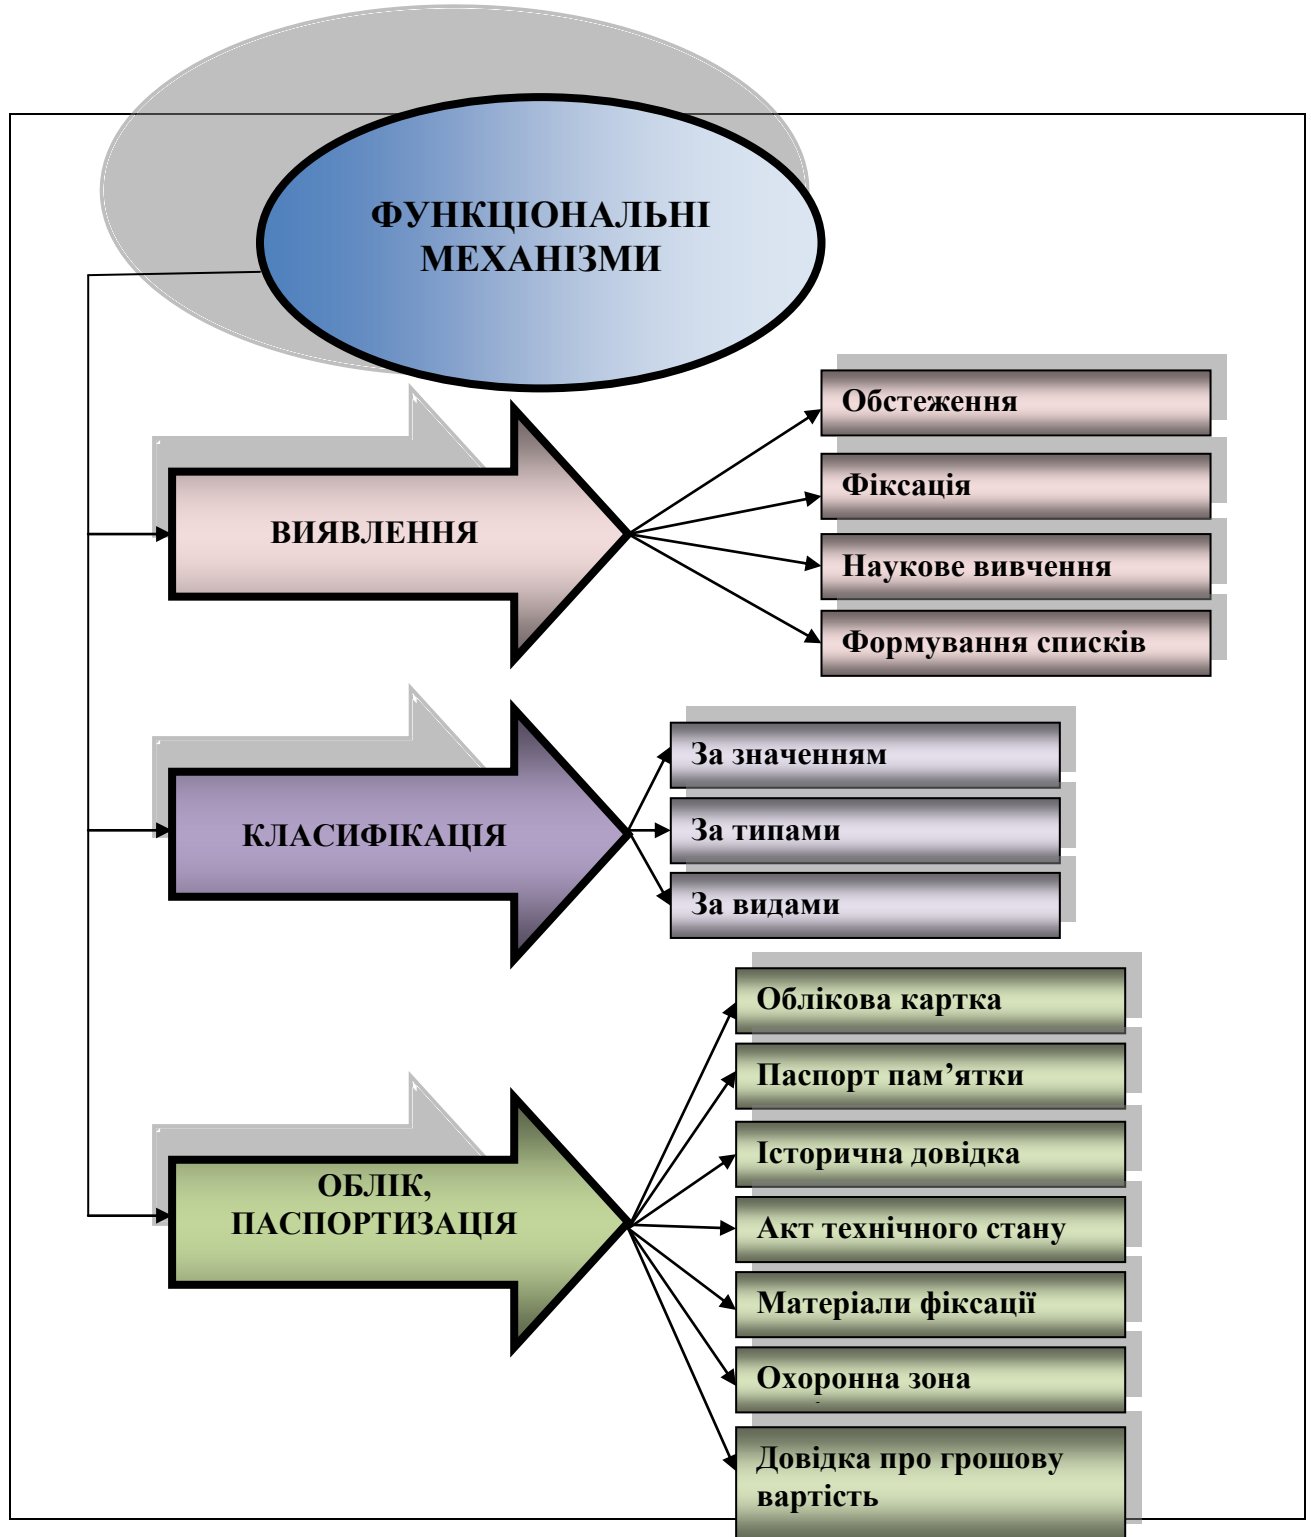 ФУНКЦІОНАЛЬНІ
МЕХАНІЗМИ
ВИЯВЛЕННЯ
Обстеження
Фіксація
Наукове вивчення
Формування списків
КЛАСИФІКАЦІЯ
За значенням
За типами
За видами
ОБЛІК,
ПАСПОРТИЗАЦІЯ
Облікова картка
Паспорт пам’ятки
Історична довідка
Акт технічного стану
Матеріали фіксації
Охоронна зона
Довідка про грошову
вартість